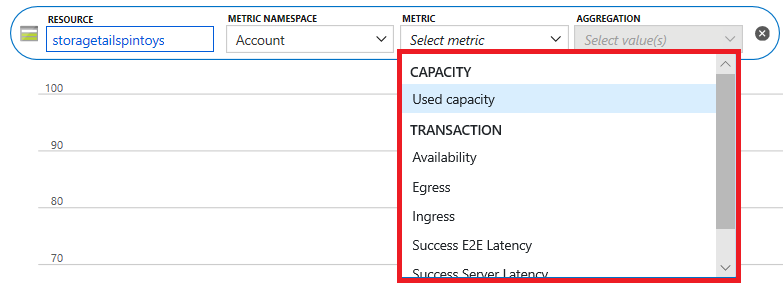 RESOURCE METRIC NAMESPACE METRIC AGGREGATION
storagetailspintoys Account Select metric Select value(s)
CAPACITY
100
Used capacity
TRANSACTION
90
Availability
Egress
80
Ingress
Success E2E Latency
70
Success Server Latency